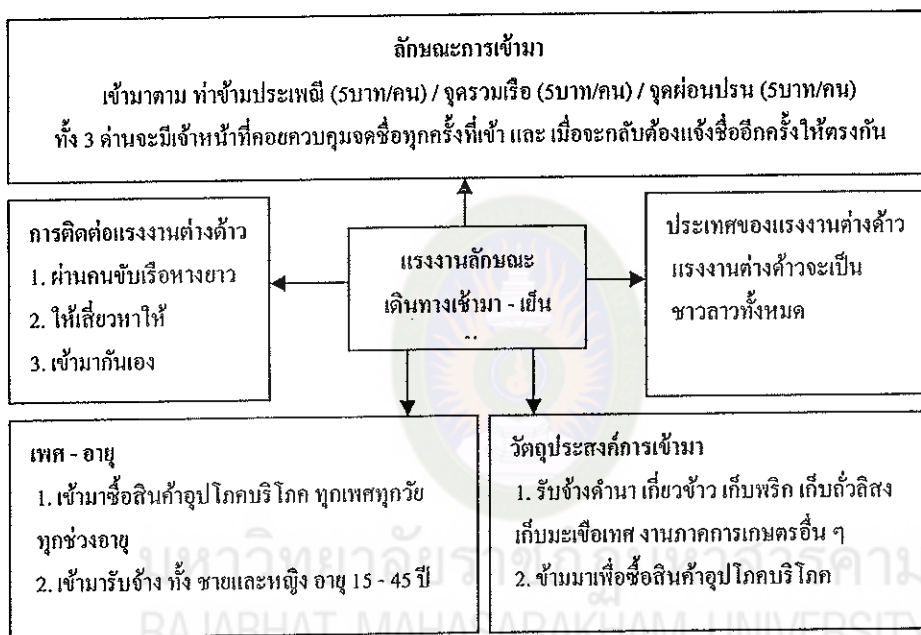 ลักษณะการเข้ามา
เข้ามาตาม ท่าข้ามประเพณี (5บาท/คน) / จุดรวมเรือ (5บาท/คน) / จุดผ่อนปรน (5บาท/คน)
ทั้ง 3 ด่านจะมีเจ้าหน้าที่คอยควบคุมจดชื่อทุกครั้งที่เข้า และ เมื่อจะกลับต้องแจ้งชื่ออีกครั้งให้ตรงกัน
การติดต่อแรงงานต่างด้าว
1. ผ่านคนขับเรือหางยาว
2. ให้เสี่ยวหาให้
3. เข้ามากันเอง
แรงงานลักษณะ
เดินทางเช้ามา - เย็น
ประเทศของแรงงานต่างด้าว
แรงงานต่างด้าวจะเป็น
ชาวลาวทั้งหมด
เพศ - อายุ
1. เข้ามาซื้อสินค้าอุปโภคบริโภค ทุกเพศทุกวัย
ทุกช่วงอายุ
2. เข้ามารับจ้าง ทั้ง ชายและหญิง อายุ 15 - 45 ปี
วัตถุประสงค์การเข้ามา
1. รับจ้างดำนา เกี่ยวข้าว เก็บพริก เก็บถั่วลิสง
เก็บมะเขือเทศ งานภาคการเกษตรอื่น ๆ
2. ข้ามมาเพื่อซื้อสินค้าอุปโภคบริโภค
มหาวิทยาลัยราชภัฏมหาสารคาม
RAJABHAT MAHASARAKHAM UNIVERSITY